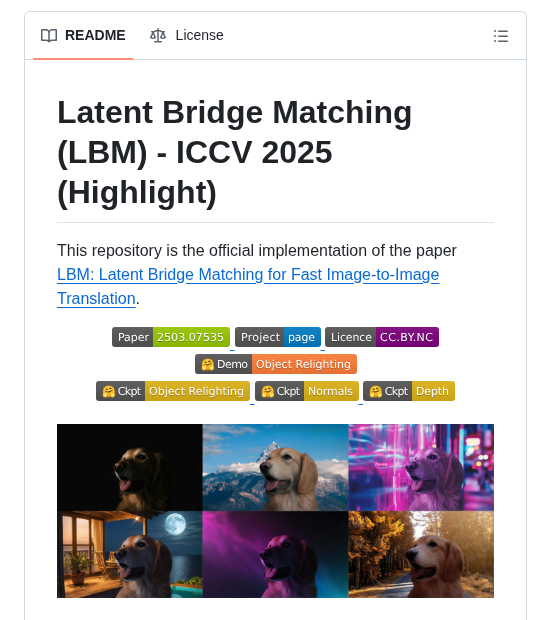 README License
Latent Bridge Matching
(LBM) - ICCV 2025
(Highlight)
This repository is the official implementation of the paper
LBM: Latent Bridge Matching for Fast Image-to-Image
Translation.
Paper 2503.07535 Project page Licence CC.BY.NC
🤗 Demo Object Relighting
🤗 Ckpt Object Relighting 🤗 Ckpt Normals 🤗 Ckpt Depth